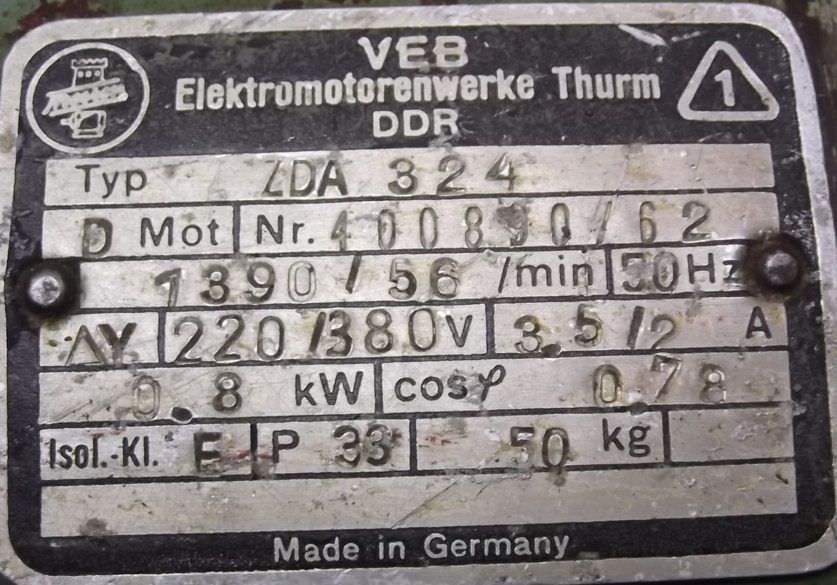 VEB
Elektromotorenwerke Thurm
DDR
1
Typ ZDA 324
D Mot Nr. 400890/62
1390/56 /min 50Hz
ΔY 220/380V 3.5/2 A
0.8 kW cosφ 0.78
Isol.-Kl. E P 33 50 kg
Made in Germany